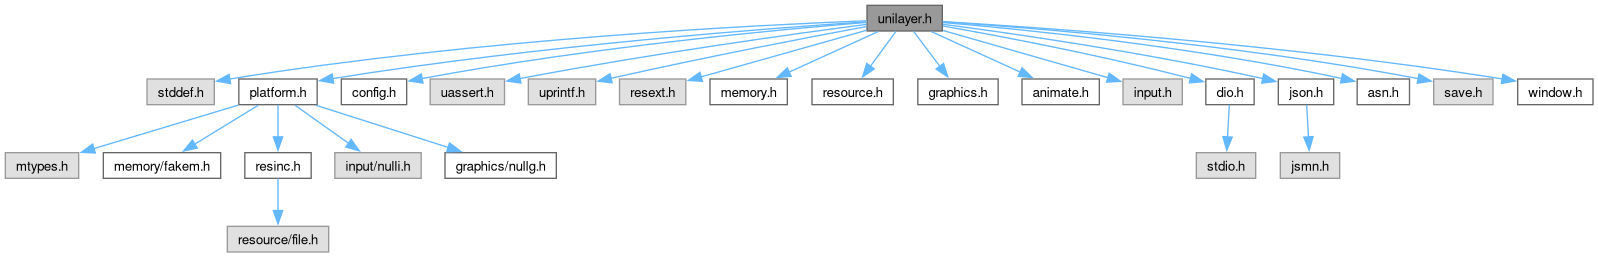 unilayer.h
stddef.h
platform.h
config.h
uassert.h
uprintf.h
resext.h
memory.h
resource.h
graphics.h
animate.h
input.h
dio.h
json.h
asn.h
save.h
window.h
mtypes.h
memory/fakem.h
resinc.h
input/nulli.h
graphics/nullg.h
stdio.h
jsmn.h
resource/file.h